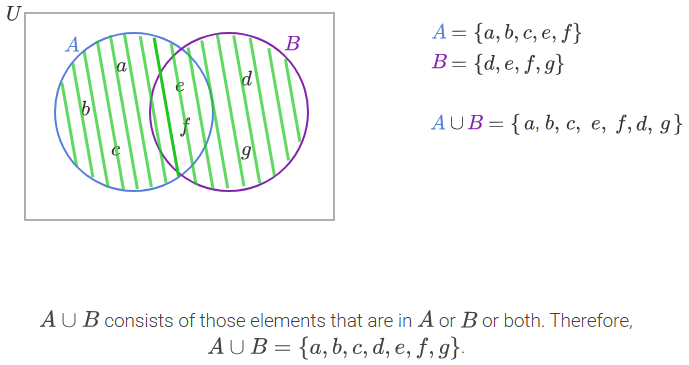 U
A
B
a
b
c
e
f
d
g
A = {a, b, c, e, f}
B = {d, e, f, g}
A ∪ B = {a, b, c, e, f, d, g}
A ∪ B consists of those elements that are in A or B or both. Therefore,
A ∪ B = {a, b, c, d, e, f, g}.